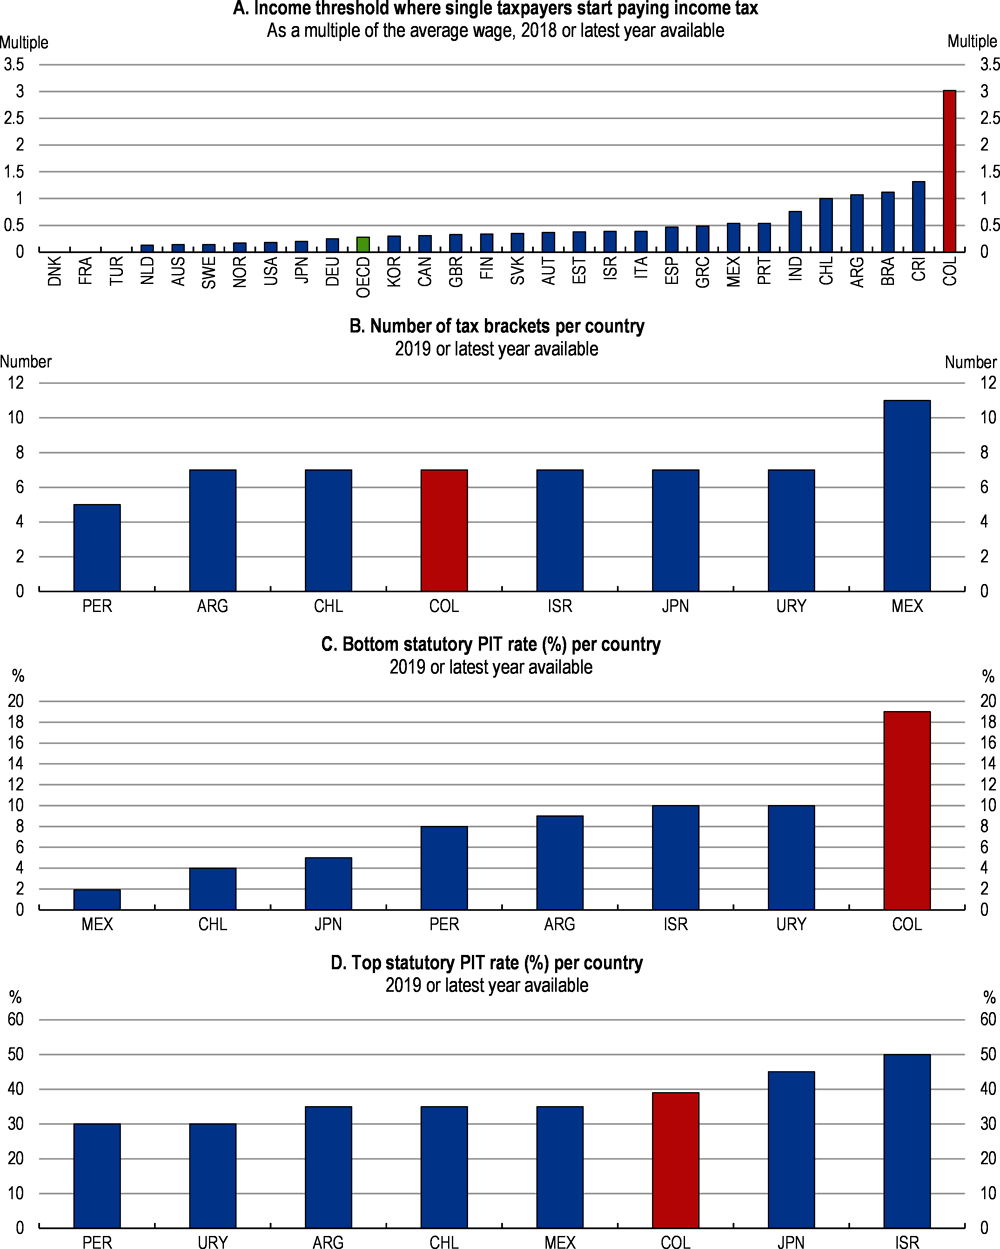 A. Income threshold where single taxpayers start paying income tax
As a multiple of the average wage, 2018 or latest year available
Multiple Multiple
3.5 3.5
3 3
2.5 2.5
2 2
1.5 1.5
1 1
0.5 0.5
0 0
DNK FRA TUR NLD AUS SWE NOR USA JPN DEU OECD KOR CAN GBR FIN SVK AUT EST ISR ITA ESP GRC MEX PRT IND CHL ARG BRA CRI COL
B. Number of tax brackets per country
2019 or latest year available
Number Number
12 12
10 10
8 8
6 6
4 4
2 2
0 0
PER ARG CHL COL ISR JPN URY MEX
C. Bottom statutory PIT rate (%) per country
2019 or latest year available
% %
20 20
18 18
16 16
14 14
12 12
10 10
8 8
6 6
4 4
2 2
0 0
MEX CHL JPN PER ARG ISR URY COL
D. Top statutory PIT rate (%) per country
2019 or latest year available
% %
60 60
50 50
40 40
30 30
20 20
10 10
0 0
PER URY ARG CHL MEX COL JPN ISR